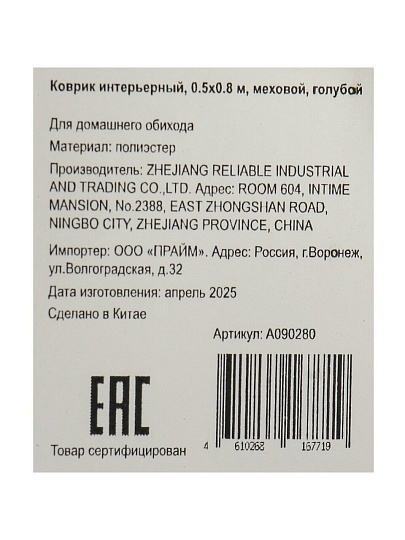 Коврик интерьерный, 0.5х0.8 м, меховой, голубой
Для домашнего обихода
Материал: полиэстер
Производитель: ZHEJIANG RELIABLE INDUSTRIAL
AND TRADING CO.,LTD. Адрес: ROOM 604, INTIME
MANSION, No.2388, EAST ZHONGSHAN ROAD,
NINGBO CITY, ZHEJIANG PROVINCE, CHINA
Импортер: ООО «ПРАЙМ». Адрес: Россия, г.Воронеж,
ул.Волгоградская, д.32
Дата изготовления: апрель 2025
Сделано в Китае
Артикул: А090280
EAC
Товар сертифицирован
4 610268 167719